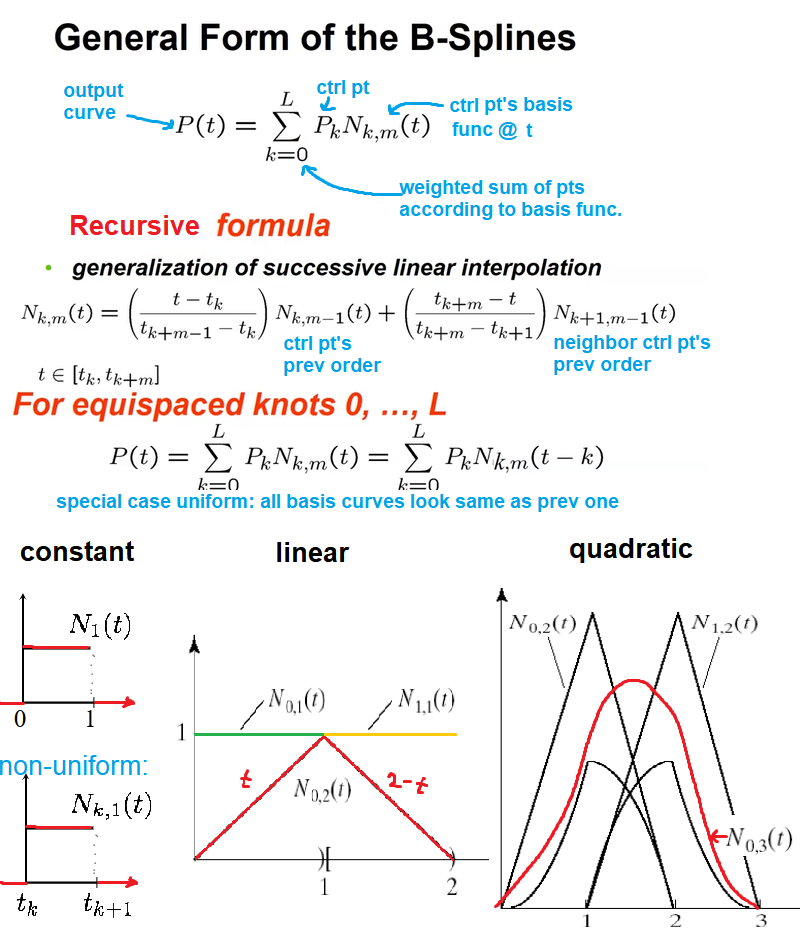 General Form of the B-Splines
output curve
ctrl pt
P(t) = \sum_{k=0}^{L} P_k N_{k,m}(t)
ctrl pt's basis func @ t
weighted sum of pts
according to basis func.
Recursive formula
• generalization of successive linear interpolation
N_{k,m}(t) = \left( \frac{t - t_k}{t_{k+m-1} - t_k} \right) N_{k,m-1}(t) + \left( \frac{t_{k+m} - t}{t_{k+m} - t_{k+1}} \right) N_{k+1,m-1}(t)
ctrl pt's
prev order
neighbor ctrl pt's
prev order
t ∈ [t_k, t_{k+m}]
For equispaced knots 0, ..., L
P(t) = \sum_{k=0}^{L} P_k N_{k,m}(t) = \sum_{k=0}^{L} P_k N_{k,m}(t - k)
special case uniform: all basis curves look same as prev one
constant
linear
quadratic
N_1(t)
0 1
non-uniform:
N_{k,1}(t)
t_k t_{k+1}
N_{0,1}(t) N_{1,1}(t)
1
t
N_{0,2}(t)
2-t
)[ )
1 2
N_{0,2}(t) N_{1,2}(t)
N_{0,3}(t)
1 2 3